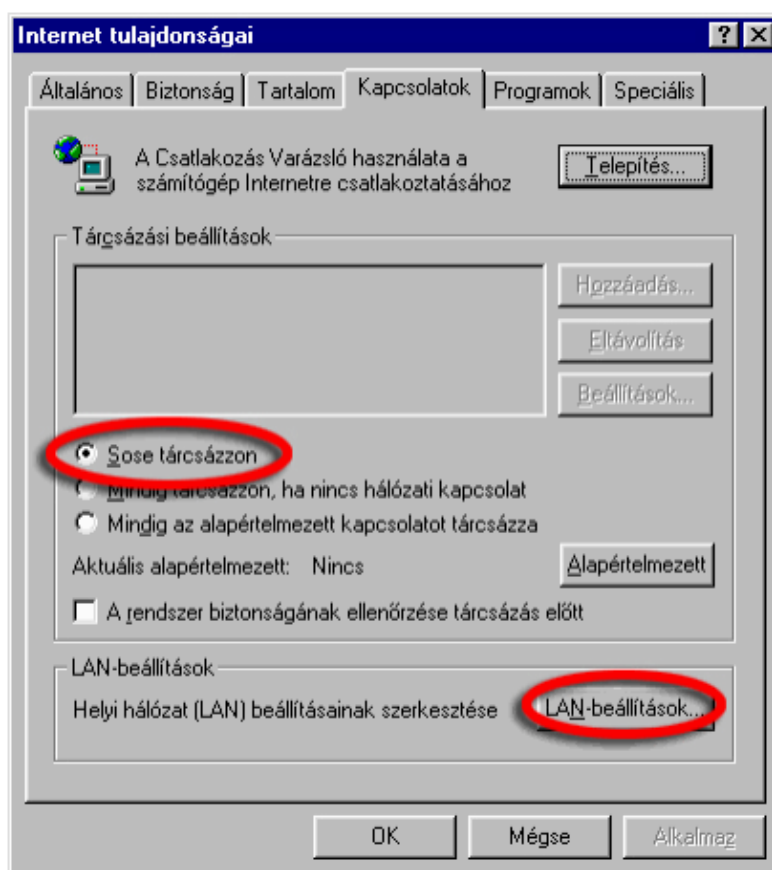 Internet tulajdonságai
Általános Biztonság Tartalom Kapcsolatok Programok Speciális
A Csatlakozás Varázsló használata a
számítógép Internetre csatlakoztatásához
Telepítés...
Tárcsázási beállítások
Hozzáadás...
Eltávolítás
Beállítások...
Sose tárcsázzon
Mindig tárcsázzon, ha nincs hálózati kapcsolat
Mindig az alapértelmezett kapcsolatot tárcsázza
Aktuális alapértelmezett: Nincs
Alapértelmezett
A rendszer biztonságának ellenőrzése tárcsázás előtt
LAN-beállítások
Helyi hálózat (LAN) beállításainak szerkesztése
LAN-beállítások...
OK Mégse Alkalmaz